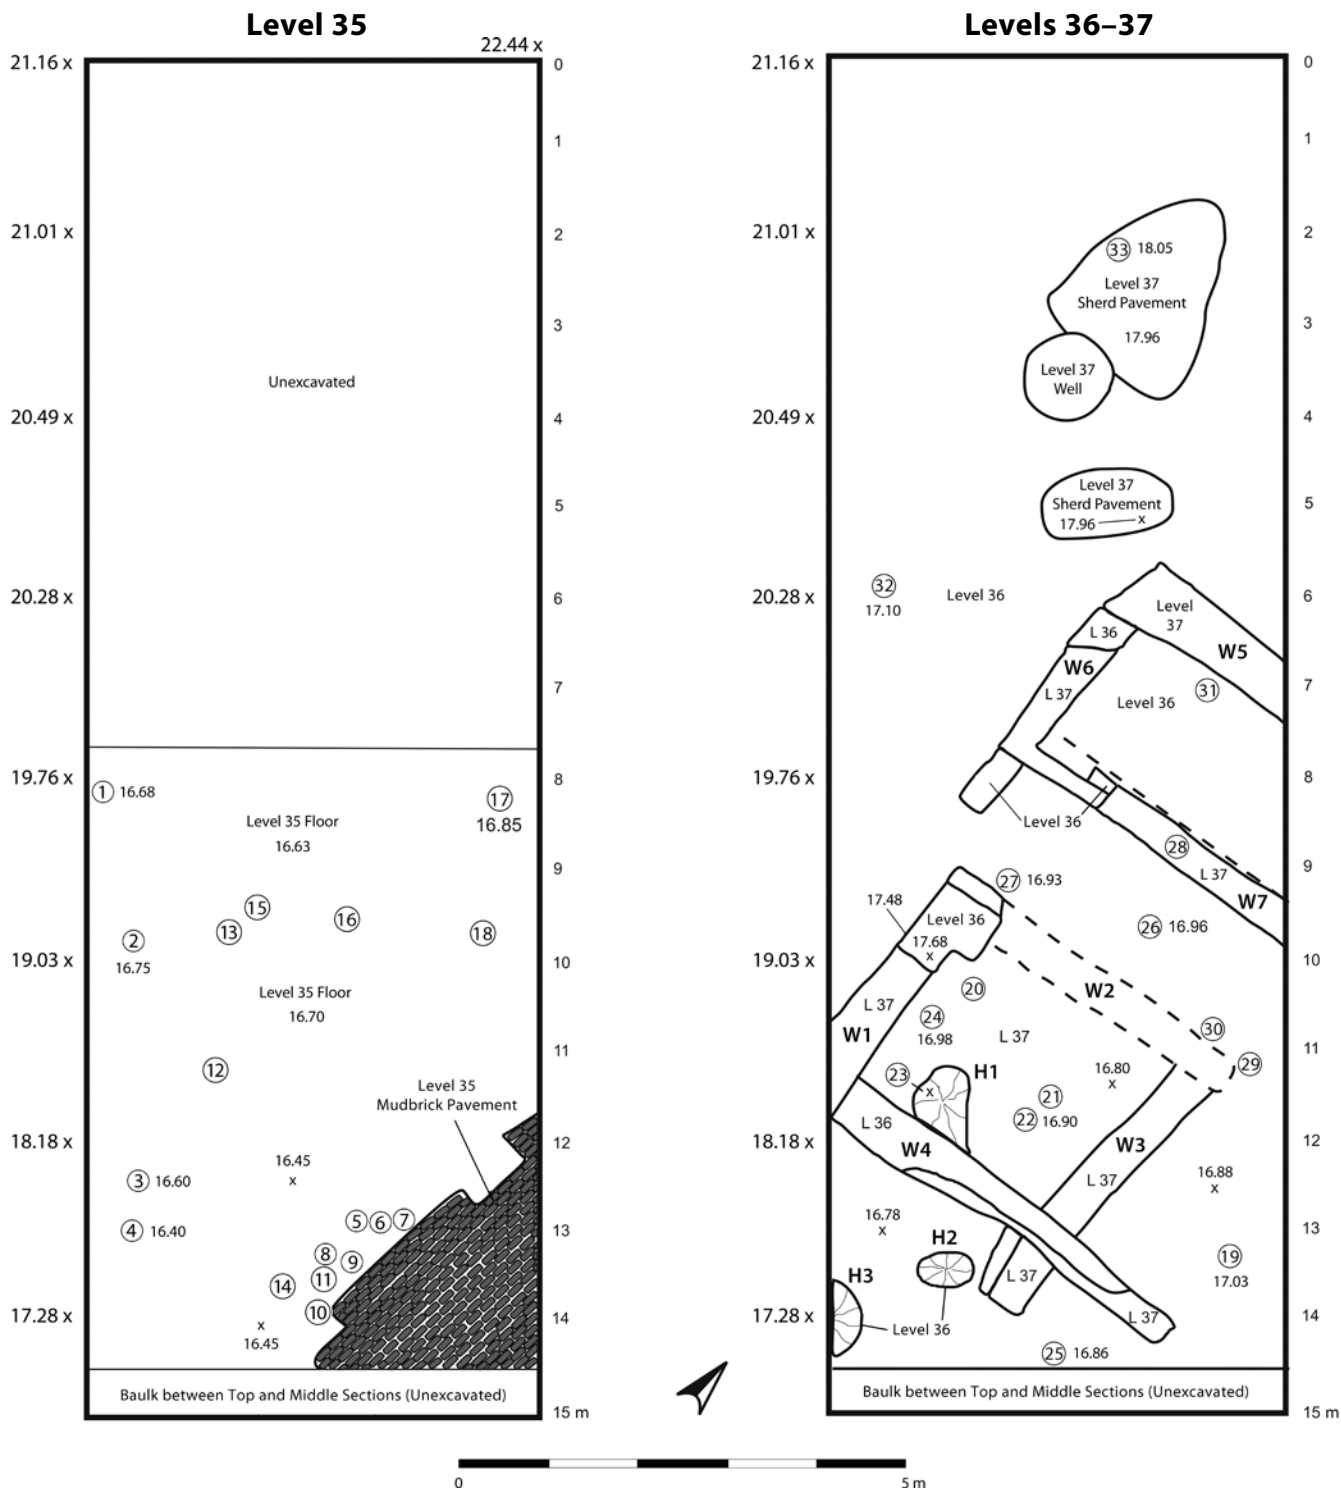 Level 35
22.44 x
21.16 x
21.01 x
20.49 x
20.28 x
19.76 x
19.03 x
18.18 x
17.28 x
0
1
2
3
4
5
6
7
8
9
10
11
12
13
14
15 m
Unexcavated
1 16.68
17
16.85
Level 35 Floor
16.63
15
13
16
18
2
16.75
Level 35 Floor
16.70
12
Level 35
Mudbrick Pavement
16.45
x
3 16.60
4 16.40
5 6 7
8
9
11
14
10
x
16.45
Baulk between Top and Middle Sections (Unexcavated)
Levels 36–37
21.16 x
21.01 x
20.49 x
20.28 x
19.76 x
19.03 x
18.18 x
17.28 x
0
1
2
3
4
5
6
7
8
9
10
11
12
13
14
15 m
33 18.05
Level 37
Sherd Pavement
17.96
Level 37
Well
Level 37
Sherd Pavement
17.96 x
32
17.10
Level 36
Level
37
L 36
W5
W6
L 37
31
Level 36
Level 36
28
L 37
W7
27 16.93
17.48
Level 36
17.68
x
26 16.96
20
W2
L 37
W1
24
16.98
L 37
30
29
16.80
x
23
x
H1
21
22 16.90
L 36
W4
W3
L 37
16.88
x
16.78
x
H2
19
17.03
H3
L 37
Level 36
L 37
25 16.86
Baulk between Top and Middle Sections (Unexcavated)
0
5 m